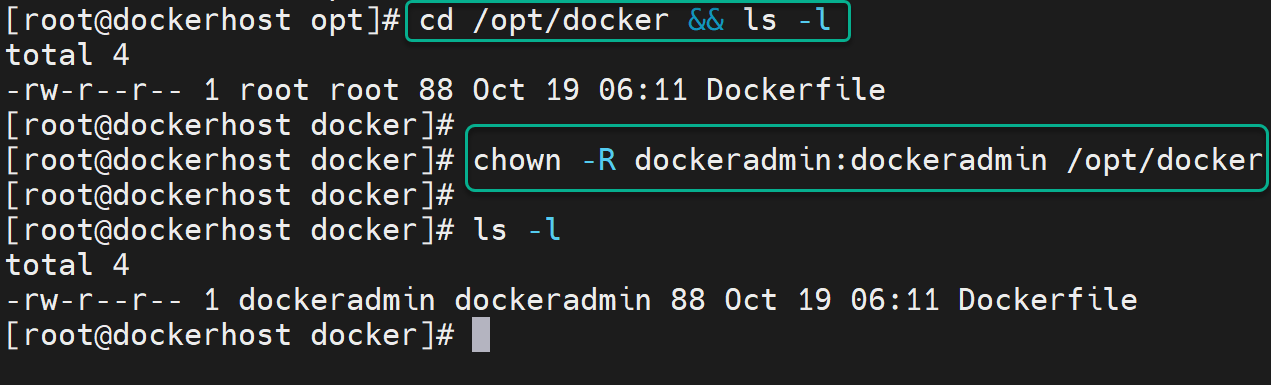 [root@dockerhost opt]# cd /opt/docker && ls -l
total 4
-rw-r--r-- 1 root root 88 Oct 19 06:11 Dockerfile
[root@dockerhost docker]#
[root@dockerhost docker]# chown -R dockeradmin:dockeradmin /opt/docker
[root@dockerhost docker]#
[root@dockerhost docker]# ls -l
total 4
-rw-r--r-- 1 dockeradmin dockeradmin 88 Oct 19 06:11 Dockerfile
[root@dockerhost docker]#